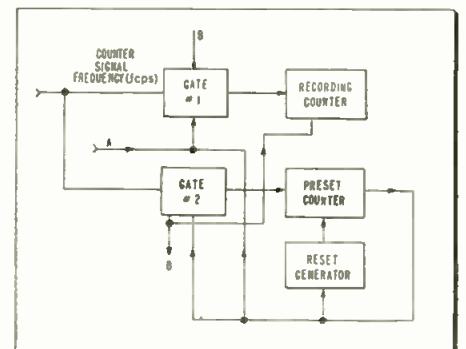 B
COUNTER
SIGNAL
FREQUENCY (fcps)
GATE
# 1
RECORDING
COUNTER
A
GATE
# 2
PRESET
COUNTER
B
RESET
GENERATOR